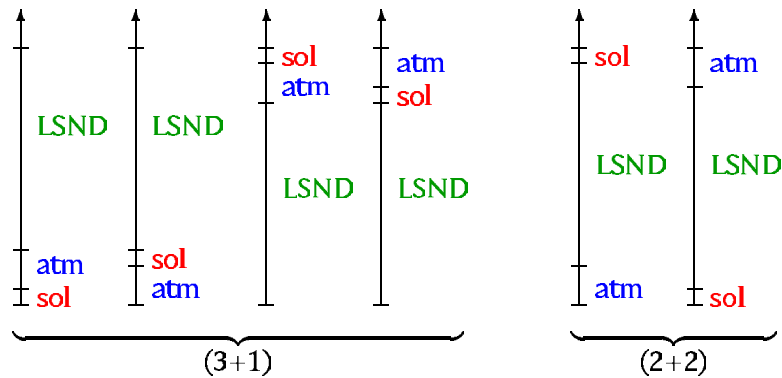 sol atm sol
LSND LSND atm sol atm
LSND LSND LSND LSND
atm sol
sol atm atm sol
(3+1) (2+2)